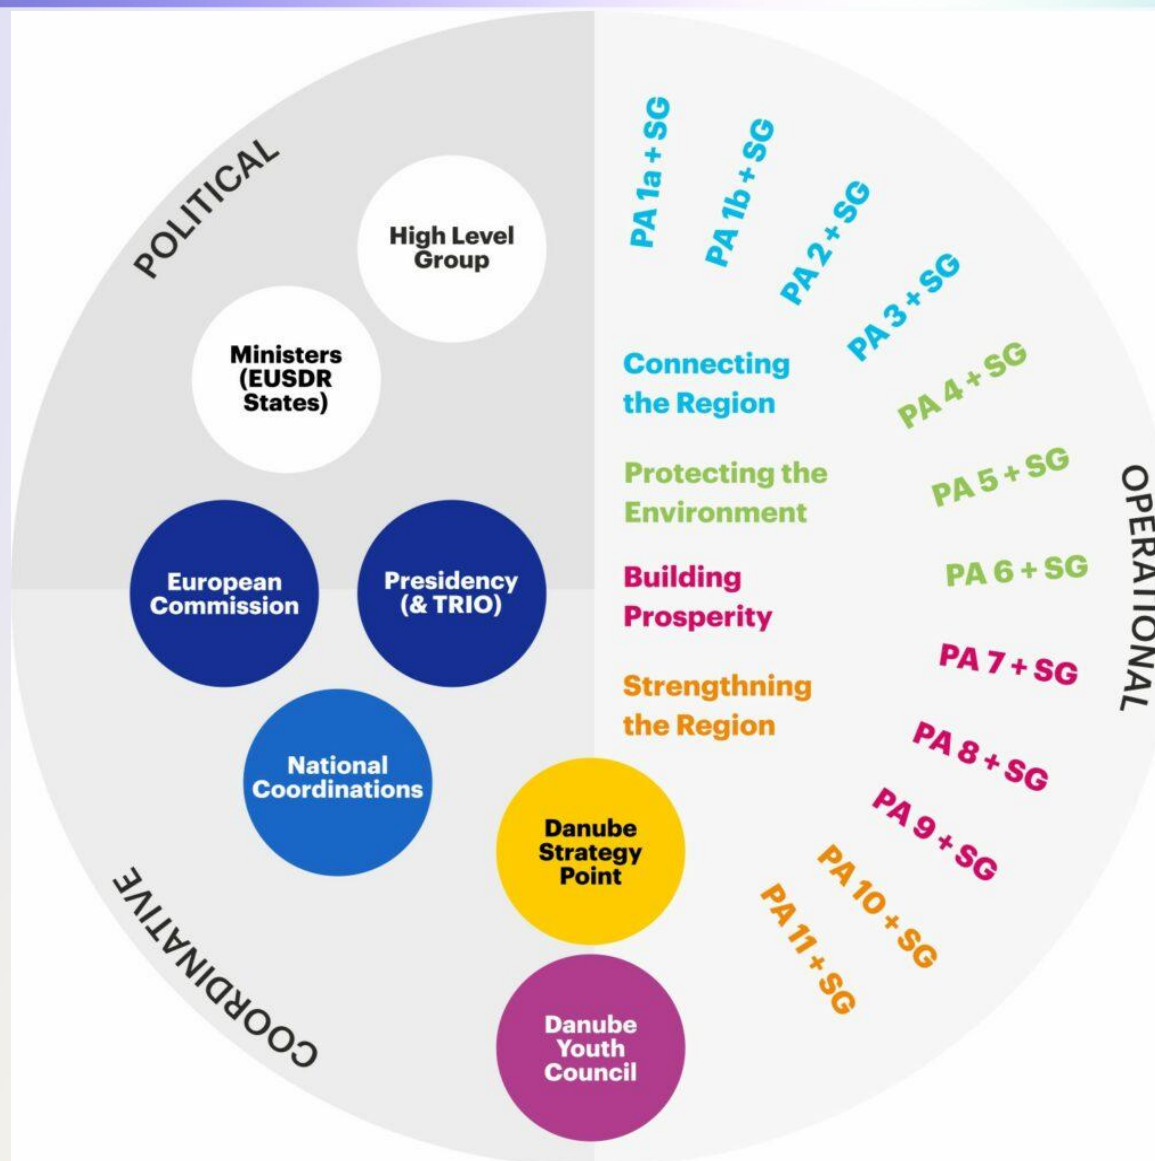 POLITICAL
High Level
Group
Ministers
(EUSDR
States)
European
Commission
Presidency
(& TRIO)
National
Coordinations
COORDINATIVE
Danube
Strategy
Point
Danube
Youth
Council
Connecting
the Region
Protecting the
Environment
Building
Prosperity
Strengthning
the Region
PA 1a + SG
PA 1b + SG
PA 2 + SG
PA 3 + SG
PA 4 + SG
PA 5 + SG
PA 6 + SG
PA 7 + SG
PA 8 + SG
PA 9 + SG
PA 10 + SG
PA 11 + SG
OPERATIONAL